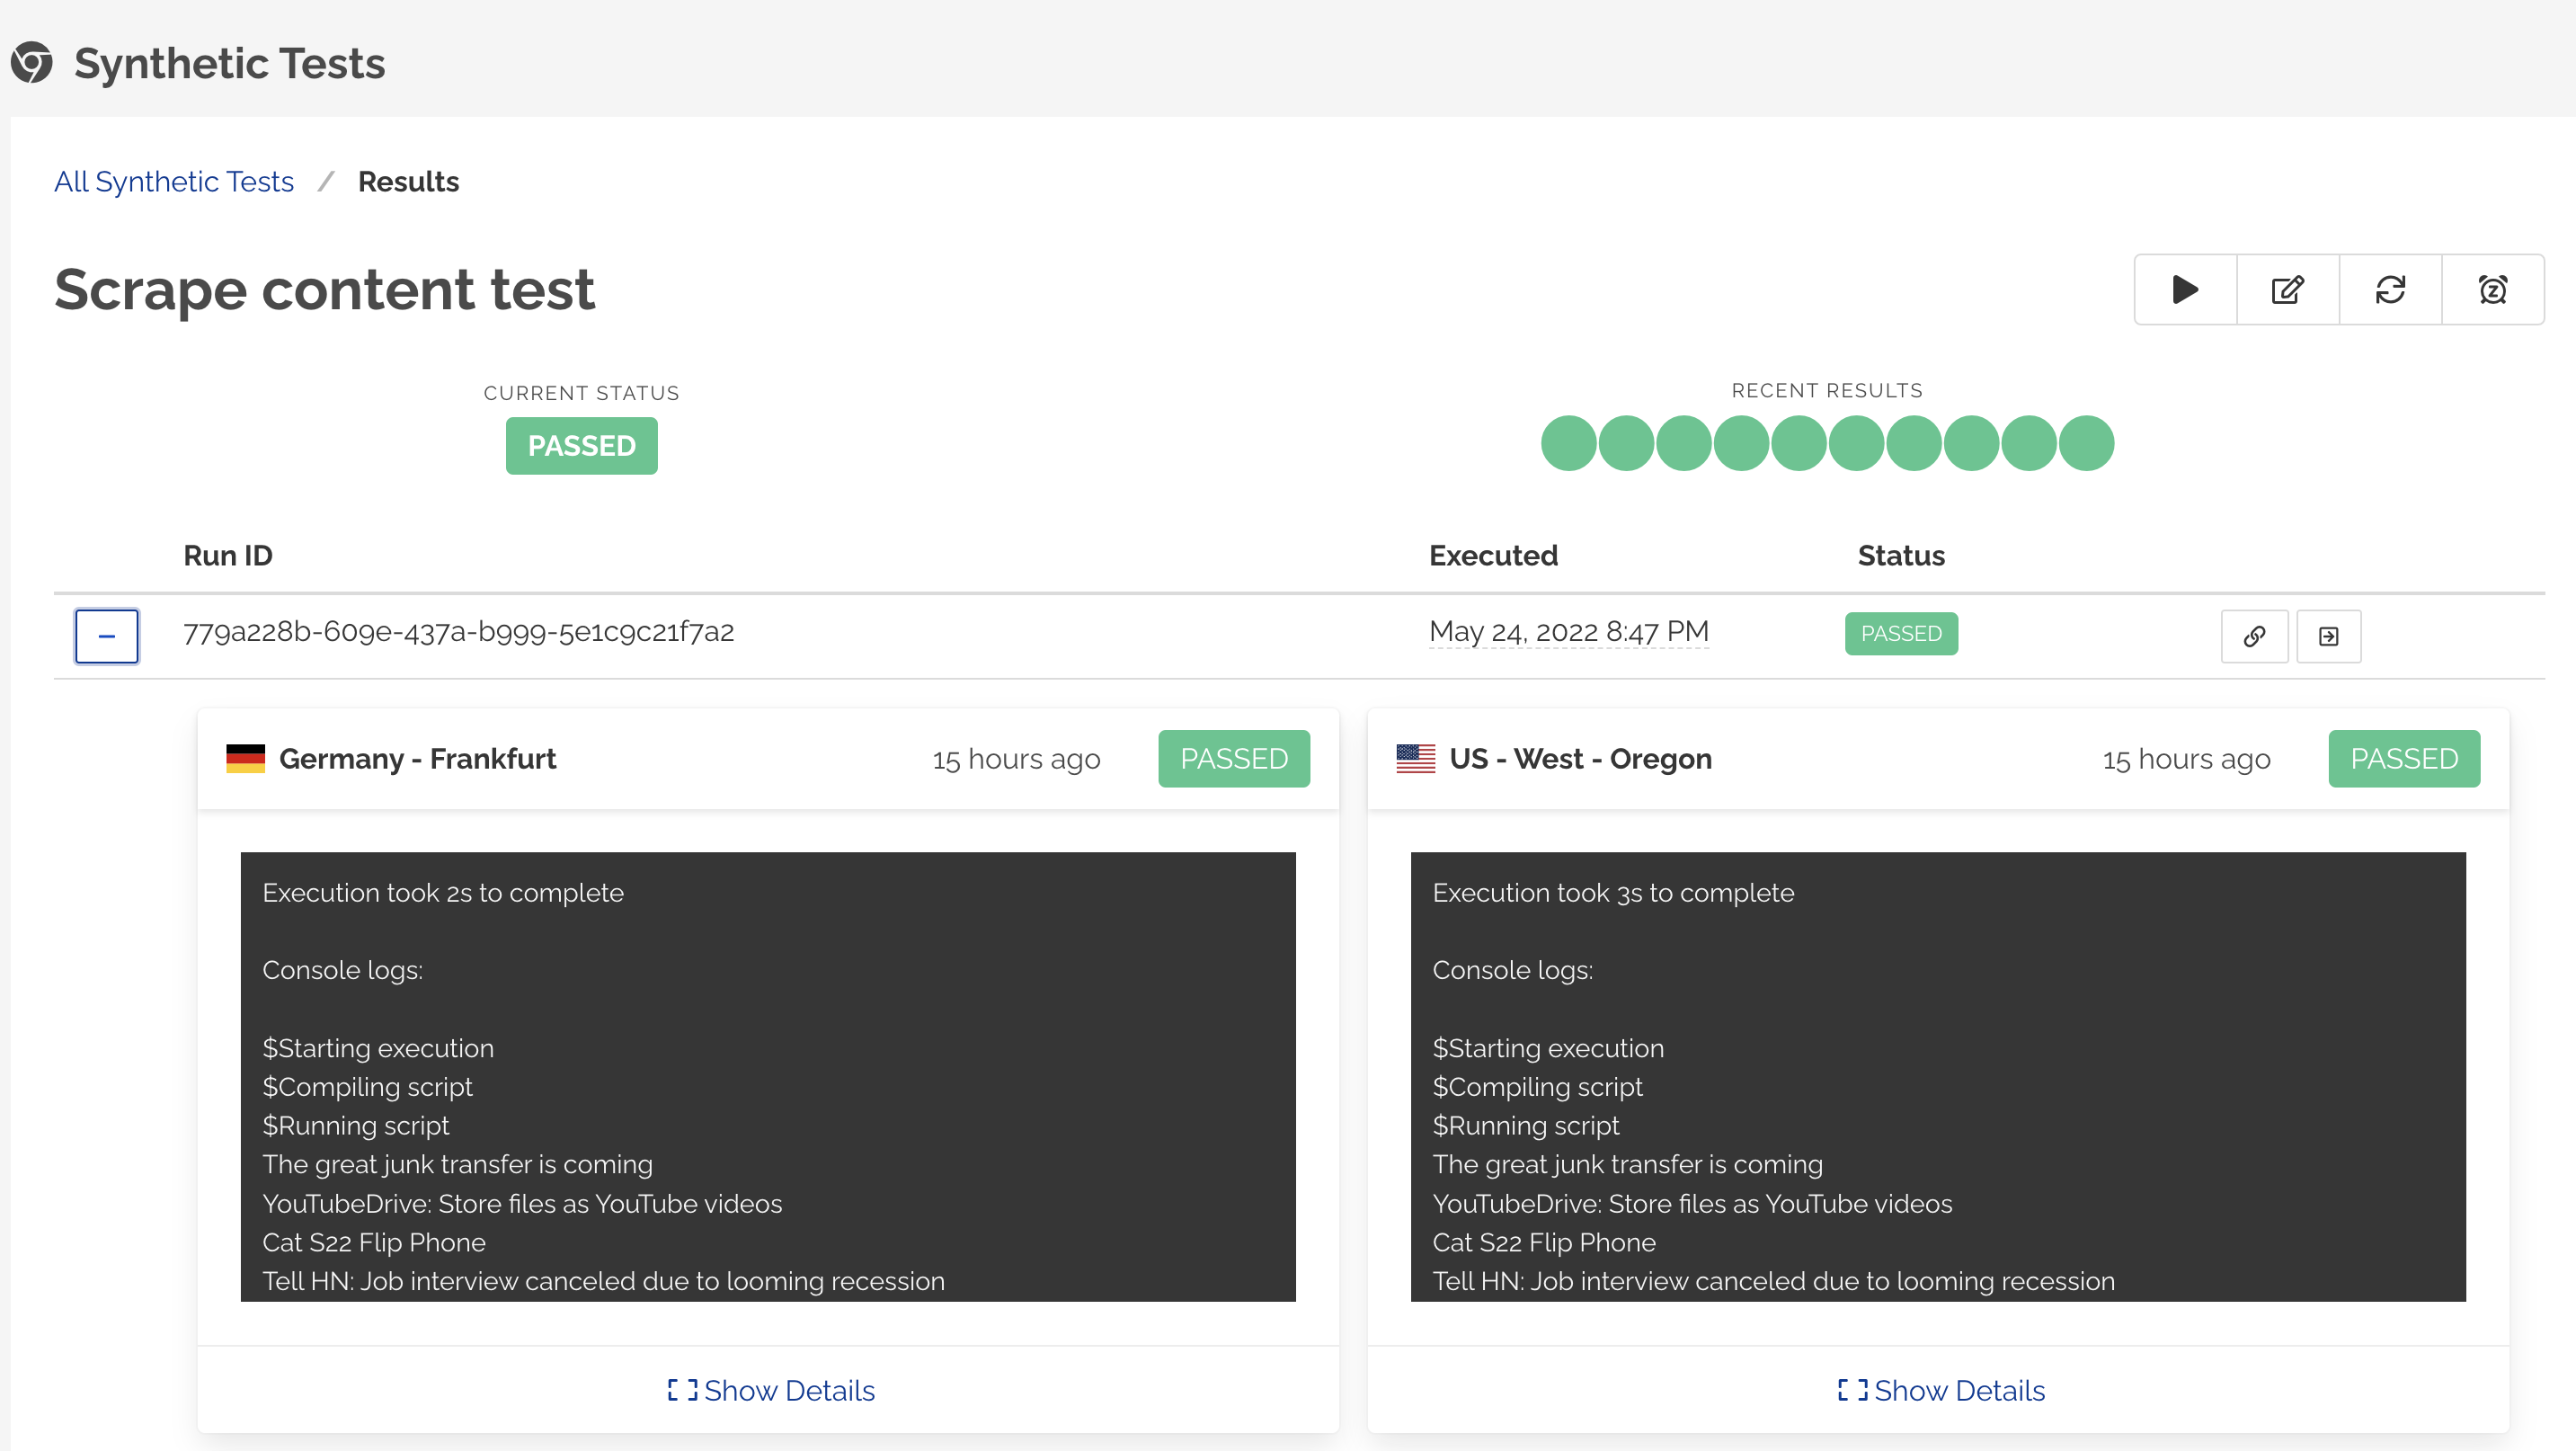 Synthetic Tests
All Synthetic Tests / Results
Scrape content test
CURRENT STATUS
PASSED
RECENT RESULTS
Run ID Executed Status
779a228b-609e-437a-b999-5e1c9c21f7a2 May 24, 2022 8:47 PM PASSED
Germany - Frankfurt 15 hours ago PASSED
Execution took 2s to complete
Console logs:
$Starting execution
$Compiling script
$Running script
The great junk transfer is coming
YouTubeDrive: Store files as YouTube videos
Cat S22 Flip Phone
Tell HN: Job interview canceled due to looming recession
Show Details
US - West - Oregon 15 hours ago PASSED
Execution took 3s to complete
Console logs:
$Starting execution
$Compiling script
$Running script
The great junk transfer is coming
YouTubeDrive: Store files as YouTube videos
Cat S22 Flip Phone
Tell HN: Job interview canceled due to looming recession
Show Details